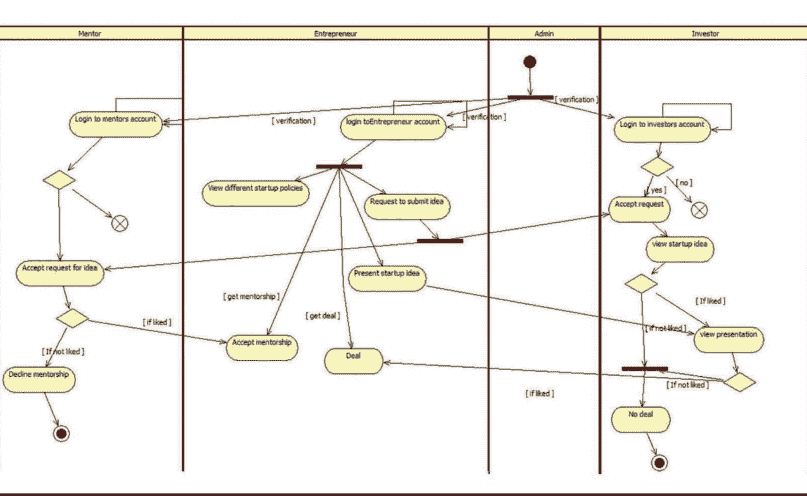 Mentor
Entrepreneur
Admin
Investor
[ verification ]
[ verification ]
[ verification ]
Login to mentors account
login toEntrepreneur account
Login to investors account
[ no ]
yes ]
View different startup policies
Request to submit idea
Accept request
view startup idea
Accept request for idea
Present startup idea
[ get mentorship ]
[ get deal ]
[ If liked ]
[ if liked ]
[ if not liked ]
view presentation
Accept mentorship
[ If not liked ]
Deal
Decline mentorship
[ If not liked ]
[ if liked ]
No deal